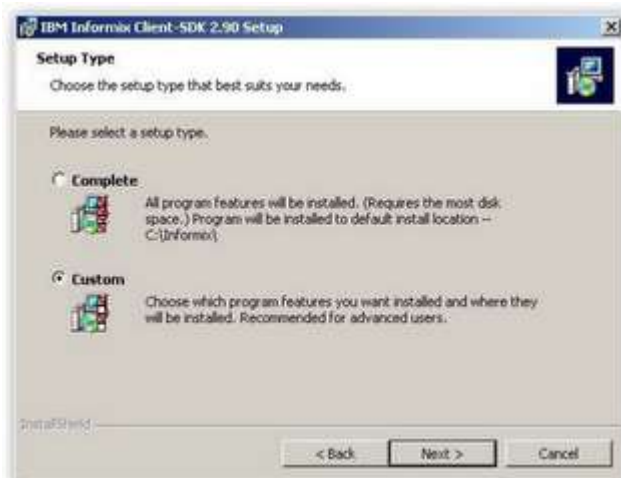 IBM Informix Client-SDK 2.90 Setup
Setup Type
Choose the setup type that best suits your needs.
Please select a setup type.
Complete
All program features will be installed. (Requires the most disk
space.) Program will be installed to default install location --
C:\Informix\
Custom
Choose which program features you want installed and where they
will be installed. Recommended for advanced users.
InstallShield
< Back
Next >
Cancel